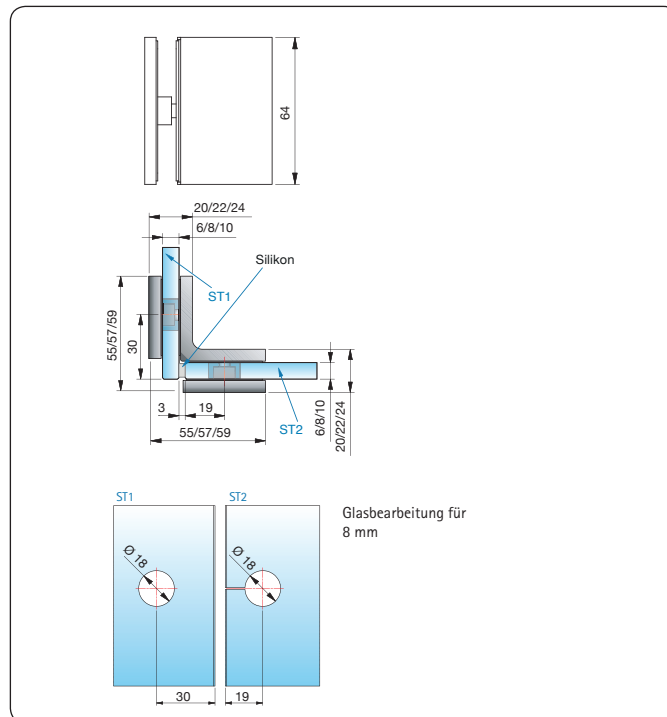 64
20/22/24
6/8/10
Silikon
ST1
55/57/59
30
3
19
ST2
6/8/10
20/22/24
55/57/59
ST1
ST2
Glasbearbeitung für
8 mm
Ø 18
Ø 18
30
19